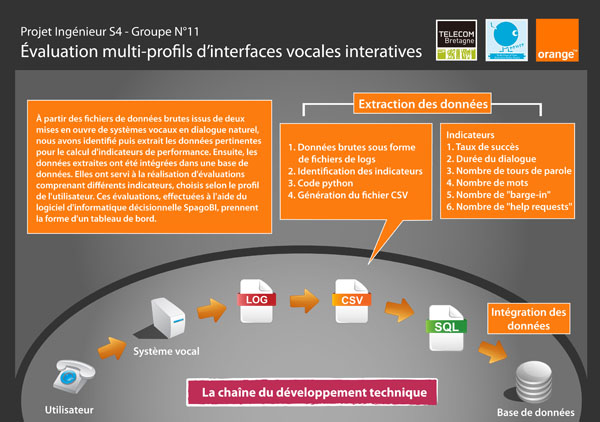 Projet Ingénieur S4 - Groupe N°11
Évaluation multi-profils d'interfaces vocales interatives
TELECOM
Bretagne
orange™
À partir des fichiers de données brutes issus de deux
mises en ouvre de systèmes vocaux en dialogue naturel,
nous avons identifié puis extrait les données pertinentes
pour le calcul d'indicateurs de performance. Ensuite, les
données extraites ont été intégrées dans une base de
données. Elles ont servi à la réalisation d'évaluations
comprenant différents indicateurs, choisis selon le profil
de l'utilisateur. Ces évaluations, effectuées à l'aide du
logiciel d'informatique décisionnelle SpagoBI, prennent
la forme d'un tableau de bord.
Extraction des données
1. Données brutes sous forme
de fichiers de logs
2. Identification des indicateurs
3. Code python
4. Génération du fichier CSV
Indicateurs
1. Taux de succès
2. Durée du dialogue
3. Nombre de tours de parole
4. Nombre de mots
5. Nombre de "barge-in"
6. Nombre de "help requests"
LOG
CSV
SQL
Intégration des
données
Système vocal
La chaîne du développement technique
Utilisateur
Base de données